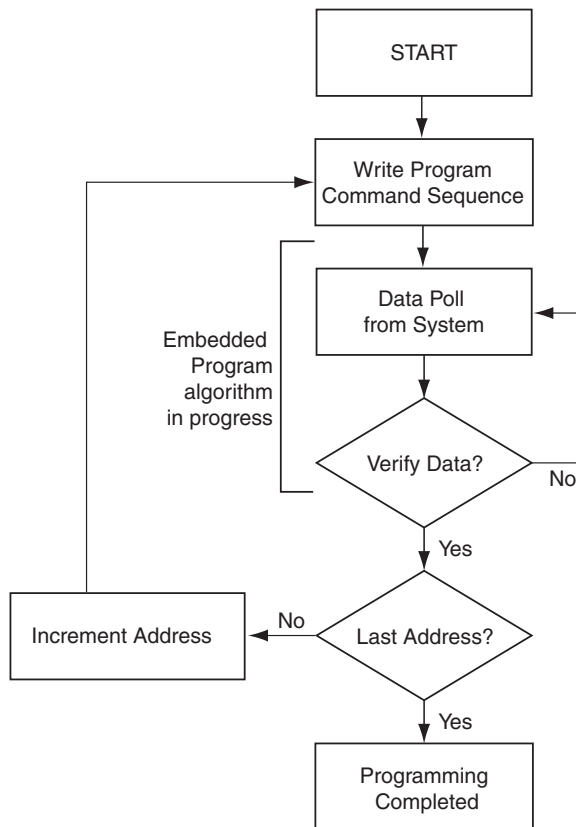 START
Write Program
Command Sequence
Data Poll
from System
Embedded
Program
algorithm
in progress
Verify Data?
No
Yes
Last Address?
No
Increment Address
Yes
Programming
Completed